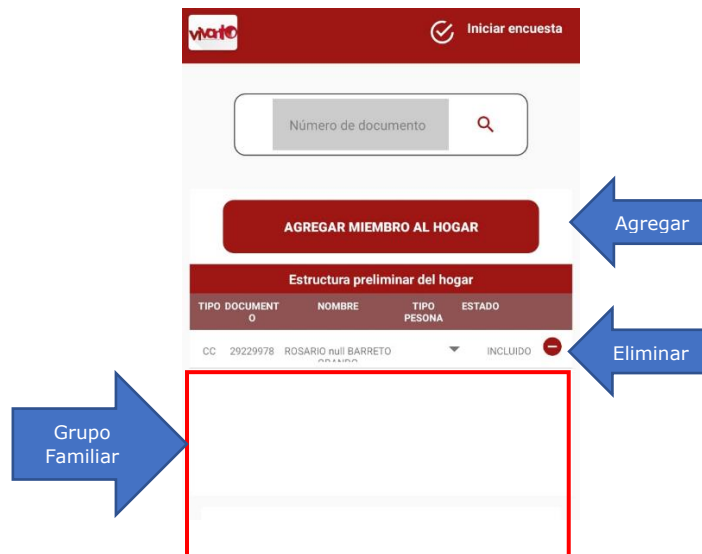 vivanto
Iniciar encuesta
Número de documento
AGREGAR MIEMBRO AL HOGAR
Agregar
Estructura preliminar del hogar
TIPO DOCUMENT
O
NOMBRE
TIPO
PESONA
ESTADO
CC 29229978 ROSARIO null BARRETO
INCLUIDO
Eliminar
Grupo
Familiar